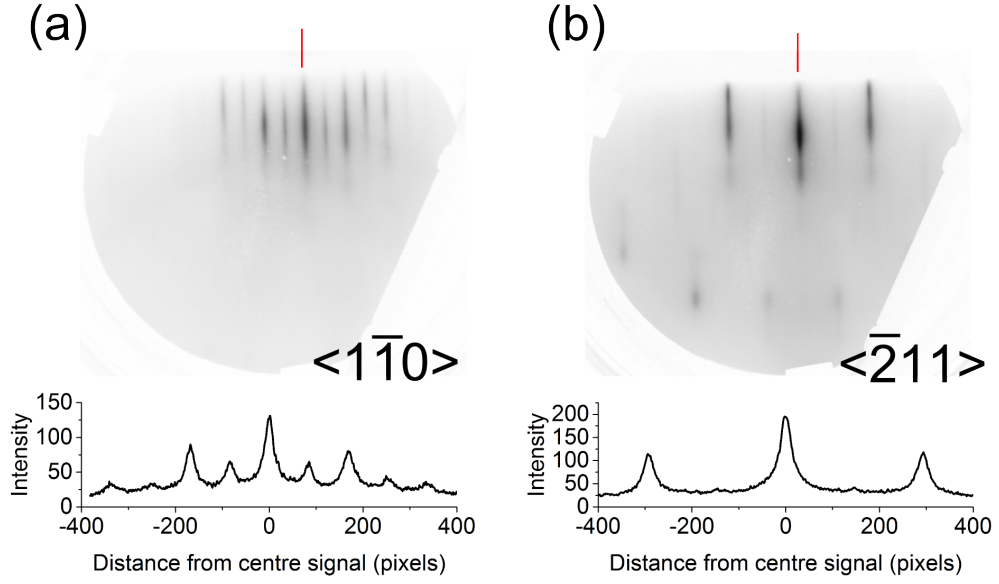 (a)
(b)
<11̅0>
<2̅11>
150
100
50
0
Intensity
-400 -200 0 200 400
Distance from centre signal (pixels)
200
150
100
50
0
Intensity
-400 -200 0 200 400
Distance from centre signal (pixels)